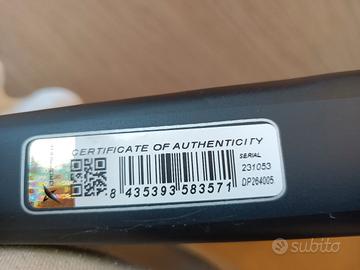 CERTIFICATE OF AUTHENTICITY
SERIAL
231053
DP264005
8 435393 583571
subito